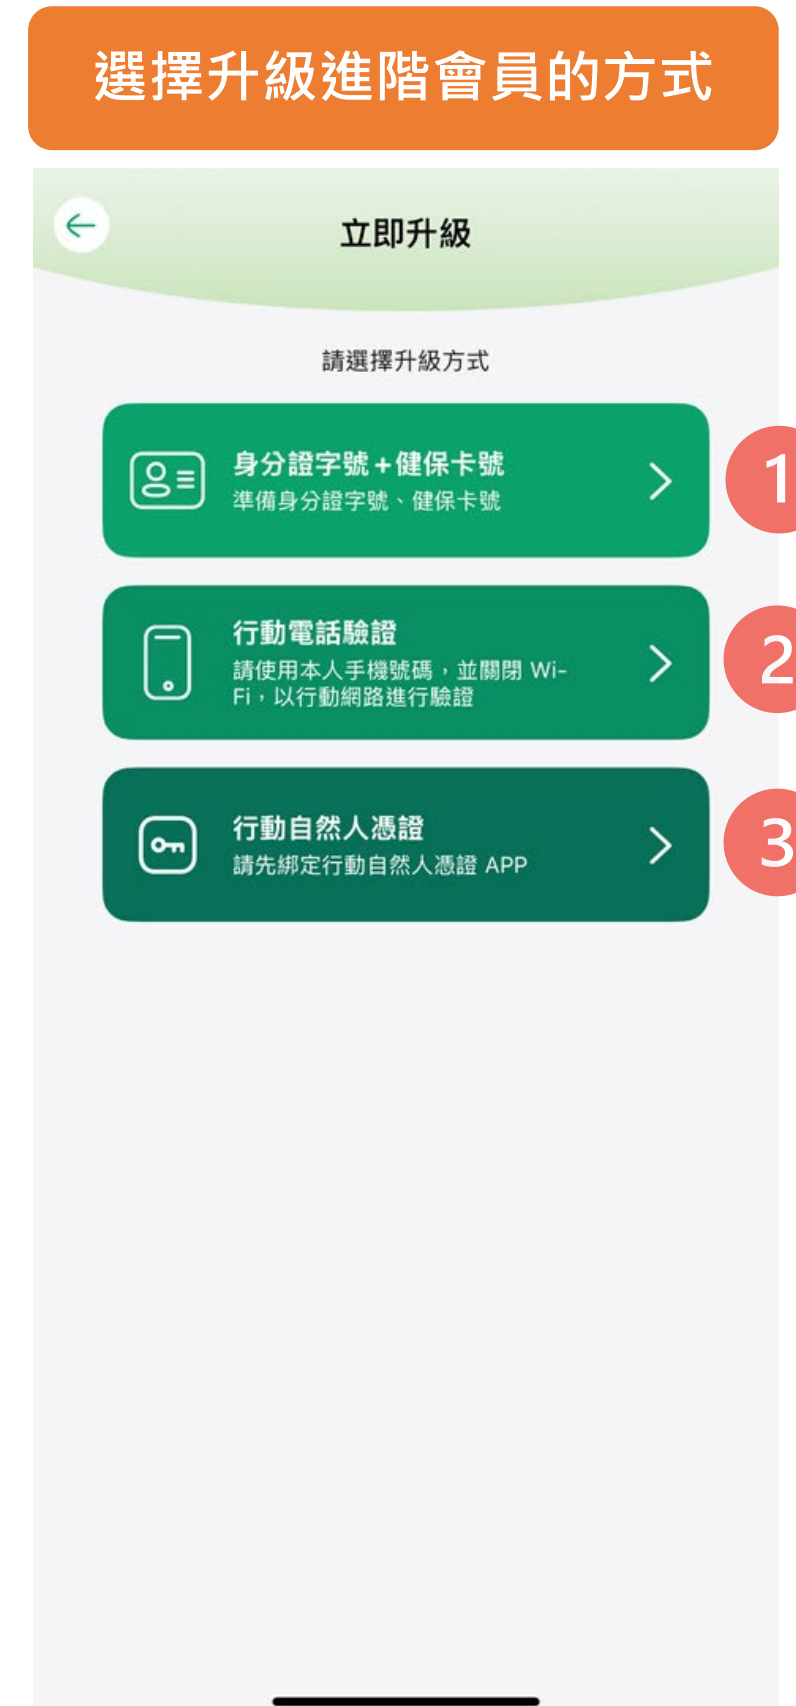 選擇升級進階會員的方式
立即升級
請選擇升級方式
身分證字號+健保卡號
準備身分證字號、健保卡號
1
行動電話驗證
請使用本人手機號碼，並關閉 Wi-
Fi，以行動網路進行驗證
2
行動自然人憑證
請先綁定行動自然人憑證 APP
3